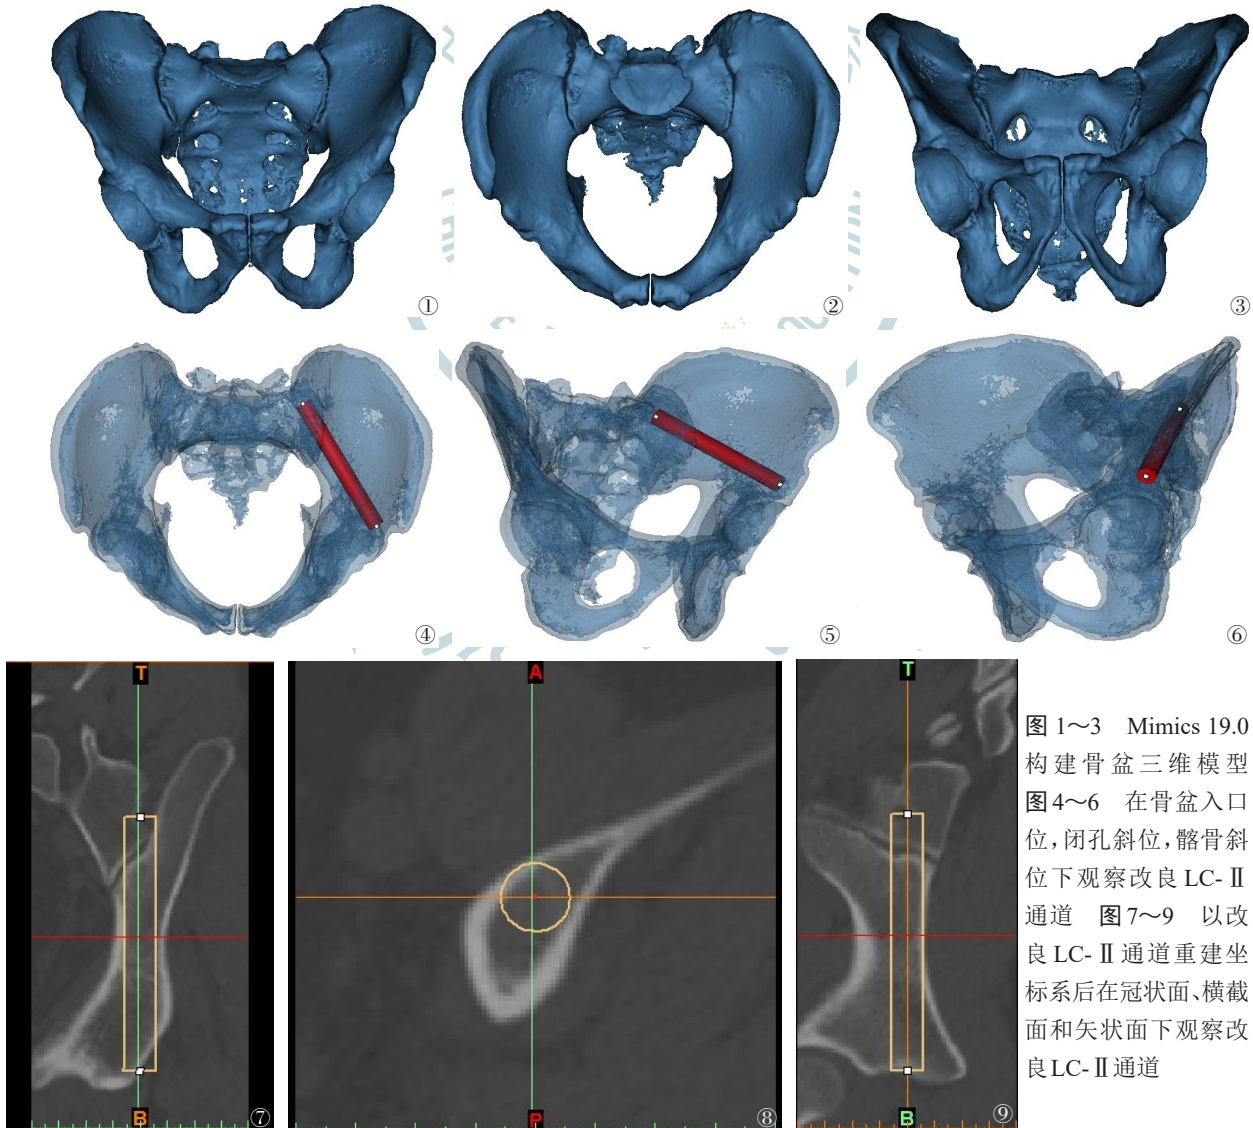 ①
②
③
④
⑤
⑥
T
B
⑦
A
P
⑧
T
B
⑨
图 1～3 Mimics 19.0
构建骨盆三维模型
图4～6 在骨盆入口
位,闭孔斜位,髂骨斜
位下观察改良 LC-Ⅱ
通道 图7～9 以改
良 LC-Ⅱ通道重建坐
标系后在冠状面、横截
面和矢状面下观察改
良LC-Ⅱ通道